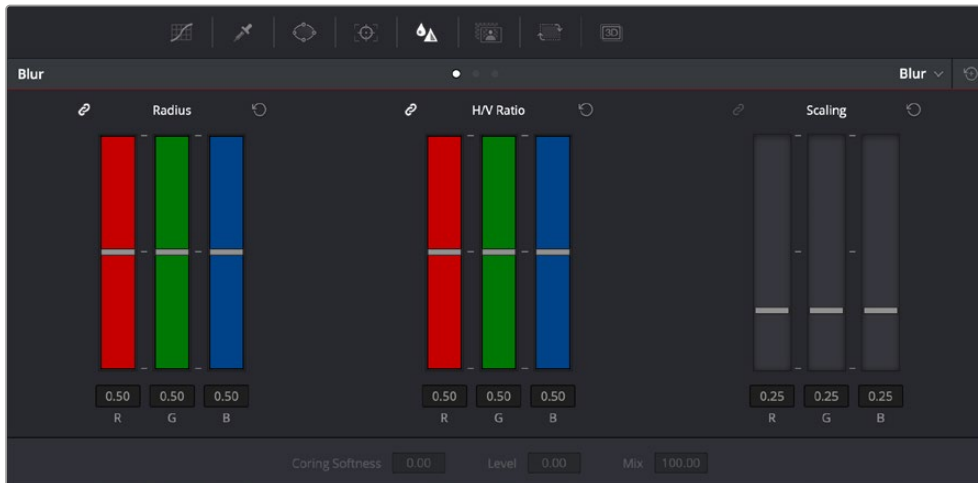 3D
Blur Blur
Radius H/V Ratio Scaling
0.50 0.50 0.50 0.50 0.50 0.50 0.25 0.25 0.25
R G B R G B R G B
Coring Softness 0.00 Level 0.00 Mix 100.00